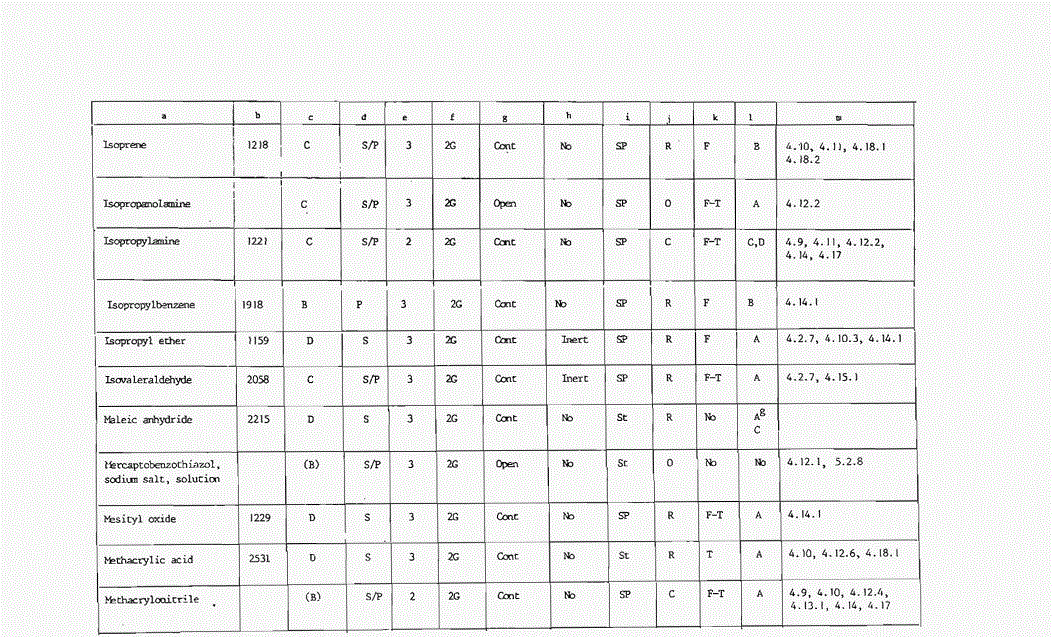 a b c d e f g h i j k l m
Isoprene 1218 C S/P 3 2G Cont No SP R F B 4.10, 4.11, 4.18.1
4.18.2
Isopropanolamine C S/P 3 2G Open No SP O F-T A 4.12.2
Isopropylamine 1221 C S/P 2 2G Cont No SP C F-T C,D 4.9, 4.11, 4.12.2,
4.14, 4.17
Isopropylbenzene 1918 B P 3 2G Cont No SP R F B 4.14.1
Isopropyl ether 1159 D S 3 2G Cont Inert SP R F A 4.2.7, 4.10.3, 4.14.1
Isovaleraldehyde 2058 C S/P 3 2G Cont Inert SP R F-T A 4.2.7, 4.15.1
Maleic anhydride 2215 D S 3 2G Cont No St R No Ag
C
Mercaptobenzothiazol, (B) S/P 3 2G Open No St O No No 4.12.1, 5.2.8
sodium salt, solution
Mesityl oxide 1229 D S 3 2G Cont No SP R F-T A 4.14.1
Methacrylic acid 2531 D S 3 2G Cont No St R T A 4.10, 4.12.6, 4.18.1
Methacrylonitrile (B) S/P 2 2G Cont No SP C F-T A 4.9, 4.10, 4.12.4,
4.13.1, 4.14, 4.17